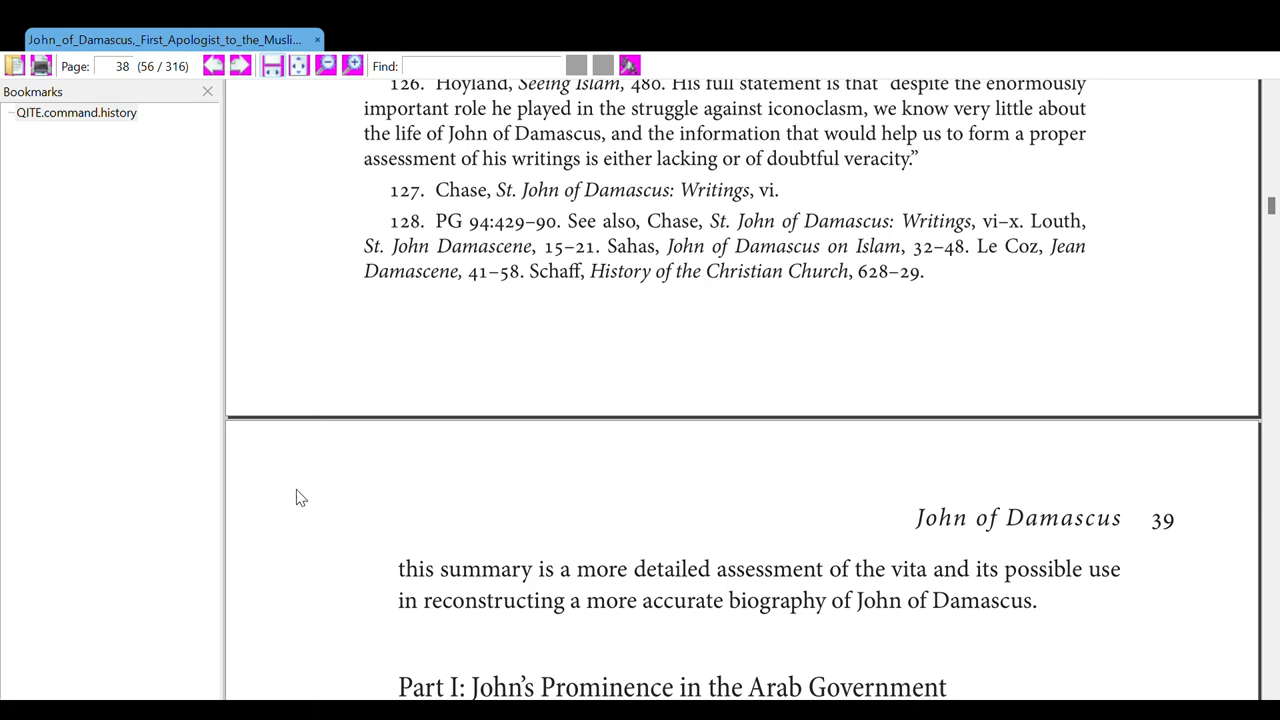 John_of_Damascus,_First_Apologist_to_the_Musli...
Page: 38 (56 / 316) Find:
Bookmarks
QITE.command.history
126. Hoyland, Seeing Islam, 480. His full statement is that “despite the enormously
important role he played in the struggle against iconoclasm, we know very little about
the life of John of Damascus, and the information that would help us to form a proper
assessment of his writings is either lacking or of doubtful veracity.”
127. Chase, St. John of Damascus: Writings, vi.
128. PG 94:429–90. See also, Chase, St. John of Damascus: Writings, vi–x. Louth,
St. John Damascene, 15–21. Sahas, John of Damascus on Islam, 32–48. Le Coz, Jean
Damascene, 41–58. Schaff, History of the Christian Church, 628–29.
John of Damascus 39
this summary is a more detailed assessment of the vita and its possible use
in reconstructing a more accurate biography of John of Damascus.
Part I: John’s Prominence in the Arab Government